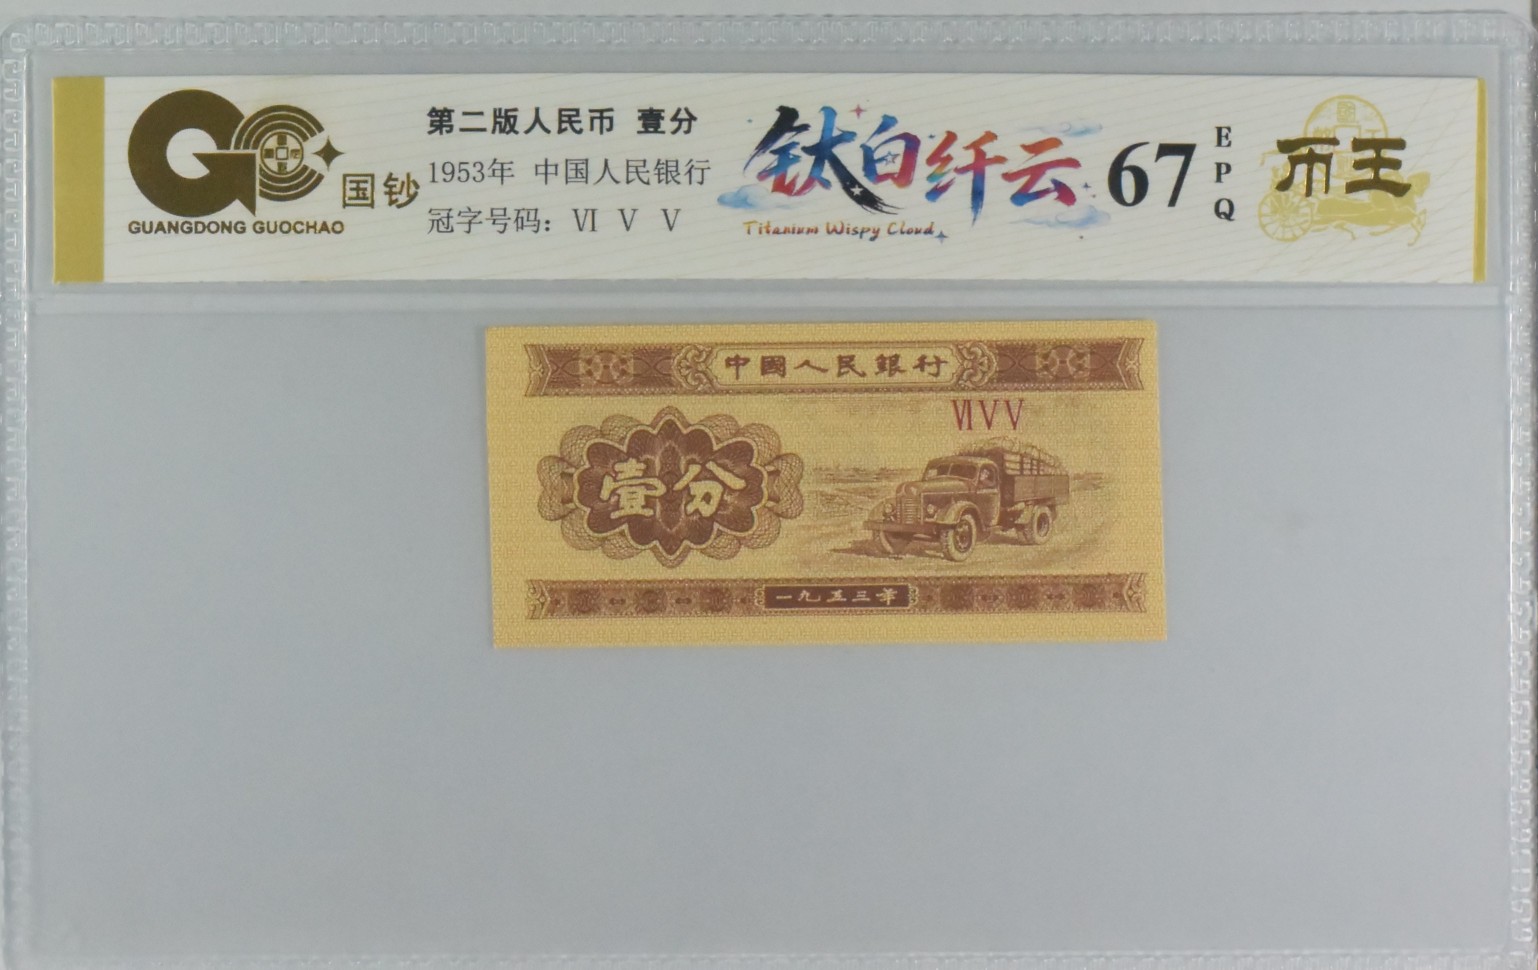 GUANGDONG GUOCHAO
国钞
第二版人民币 壹分
1953年 中国人民银行
冠字号码：Ⅵ Ⅴ Ⅴ
钛白纤云
Titanium Wispy Cloud
67
EPQ
币王
中國人民銀行
ⅥⅤⅤ
壹分
一九五三年